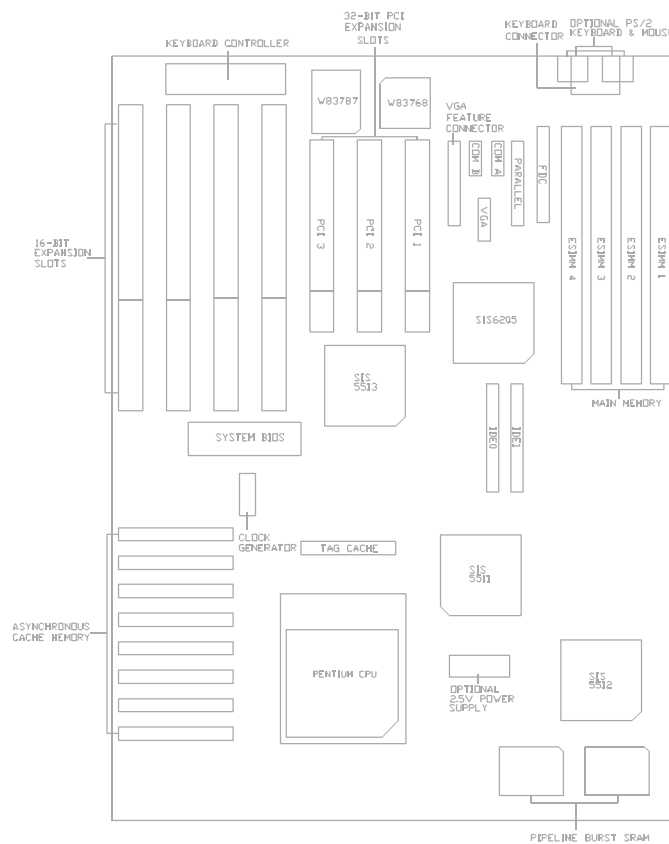 32-BIT PCI
EXPANSION
SLOTS
KEYBOARD CONTROLLER
KEYBOARD
CONNECTOR
OPTIONAL PS/2
KEYBOARD & MOUSE
W83787
W83768
VGA
FEATURE
CONNECTOR
COM B
COM A
PARALLEL
FDC
VGA
PCI 3
PCI 2
PCI 1
16-BIT
EXPANSION
SLOTS
ESIMM 4
ESIMM 3
ESIMM 2
ESIMM 1
SIS6205
SIS
5513
MAIN MEMORY
SYSTEM BIOS
IDE0
IDE1
CLOCK
GENERATOR
TAG CACHE
SIS
5511
ASYNCHRONOUS
CACHE MEMORY
PENTIUM CPU
OPTIONAL
2.5V POWER
SUPPLY
SIS
5512
PIPELINE BURST SRAM